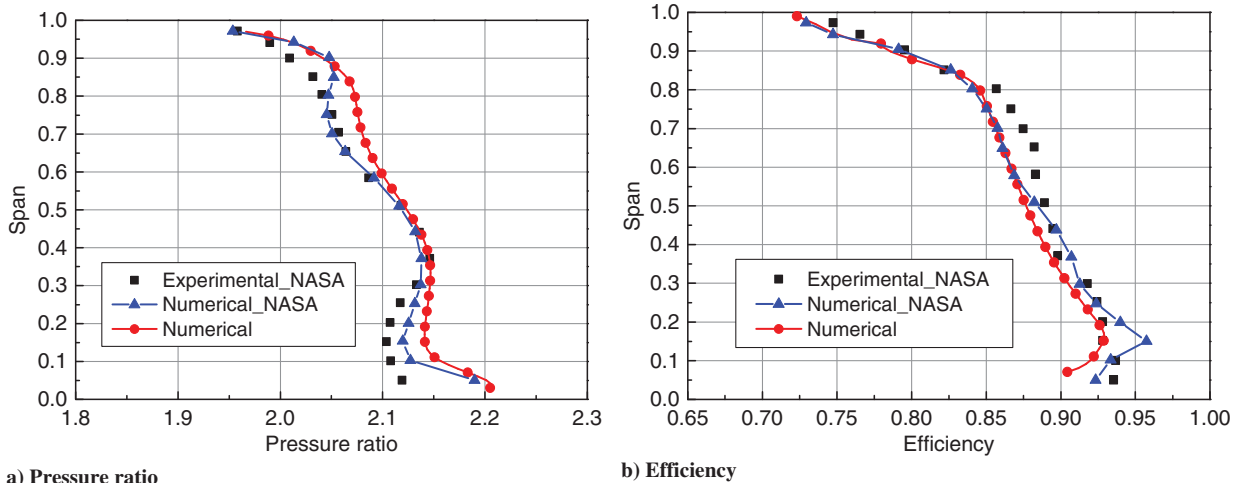 1.0
0.9
0.8
0.7
0.6
0.5
0.4
0.3
0.2
0.1
0.0
Span
Experimental_NASA
Numerical_NASA
Numerical
1.8 1.9 2.0 2.1 2.2 2.3
Pressure ratio
a) Pressure ratio
1.0
0.9
0.8
0.7
0.6
0.5
0.4
0.3
0.2
0.1
0.0
Span
Experimental_NASA
Numerical_NASA
Numerical
0.65 0.70 0.75 0.80 0.85 0.90 0.95 1.00
Efficiency
b) Efficiency